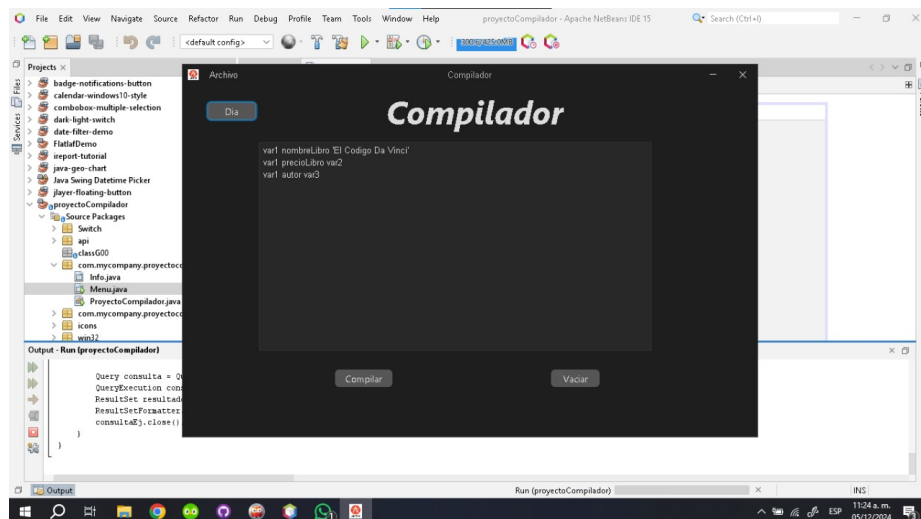 File Edit View Navigate Source Refactor Run Debug Profile Team Tools Window Help
proyectoCompilador - Apache NetBeans IDE 15
Search (Ctrl+I)
<default config>
Projects
Files
Services
badge-notifications-button
calendar-windows10-style
combobox-multiple-selection
dark-light-switch
date-filter-demo
FlatlafDemo
ireport-tutorial
java-geo-chart
Java Swing Datetime Picker
jlayer-floating-button
proyectoCompilador
Source Packages
Switch
api
classG00
com.mycompany.proyectoco
Info.java
Menu.java
ProyectoCompilador.java
com.mycompany.proyectoco
icons
win32
Archivo
Compilador
Dia
Compilador
var1 nombreLibro 'El Codigo Da Vinci'
var1 precioLibro var2
var1 autor var3
Compilar
Vaciar
Output - Run (proyectoCompilador)
Query consulta = Qu
QueryExecution con
ResultSet resultad
ResultSetFormatter
consultaEj.close()
}
}
Output
Run (proyectoCompilador)
INS
ESP
11:24 a. m.
05/12/2024